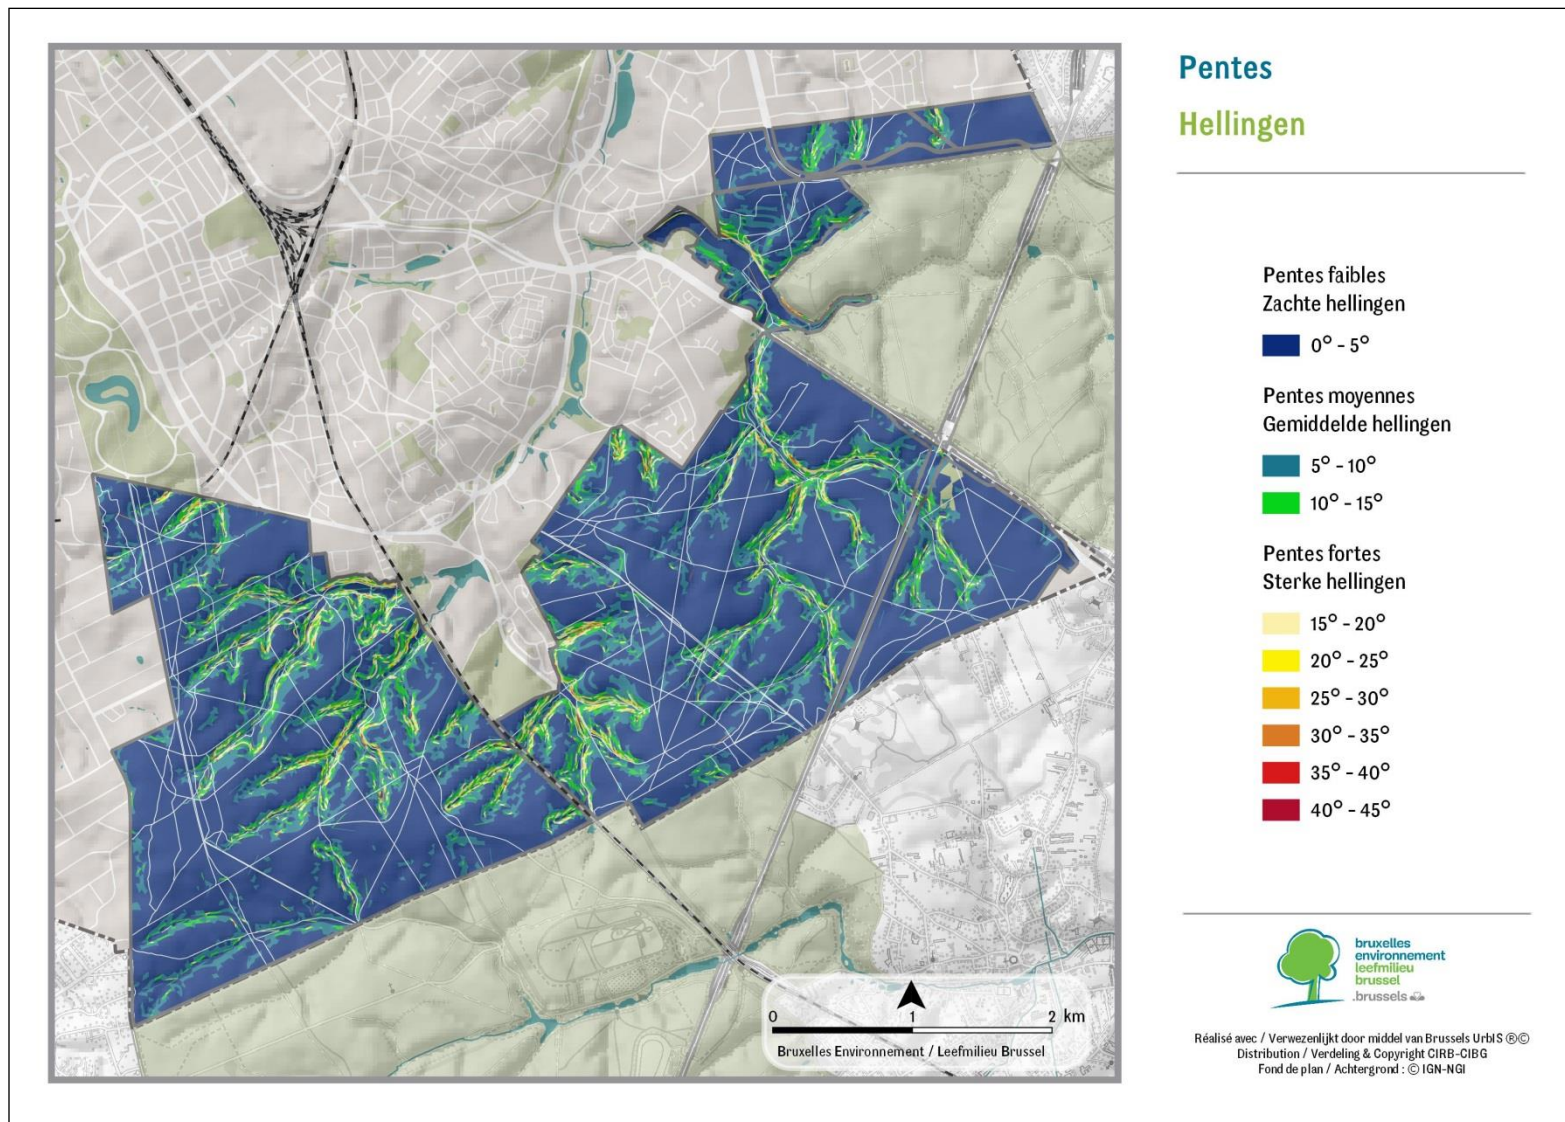 Pentes
Hellingen
Pentes faibles
Zachte hellingen
0° - 5°
Pentes moyennes
Gemiddelde hellingen
5° - 10°
10° - 15°
Pentes fortes
Sterke hellingen
15° - 20°
20° - 25°
25° - 30°
30° - 35°
35° - 40°
40° - 45°
0 1 2 km
Bruxelles Environnement / Leefmilieu Brussel
bruxelles
environnement
leefmilieu
brussel
.brussels
Réalisé avec / Verwezenlijkt door middel van Brussels UrbIS ®©
Distribution / Verdeling & Copyright CIRB-CIBG
Fond de plan / Achtergrond : © IGN-NGI